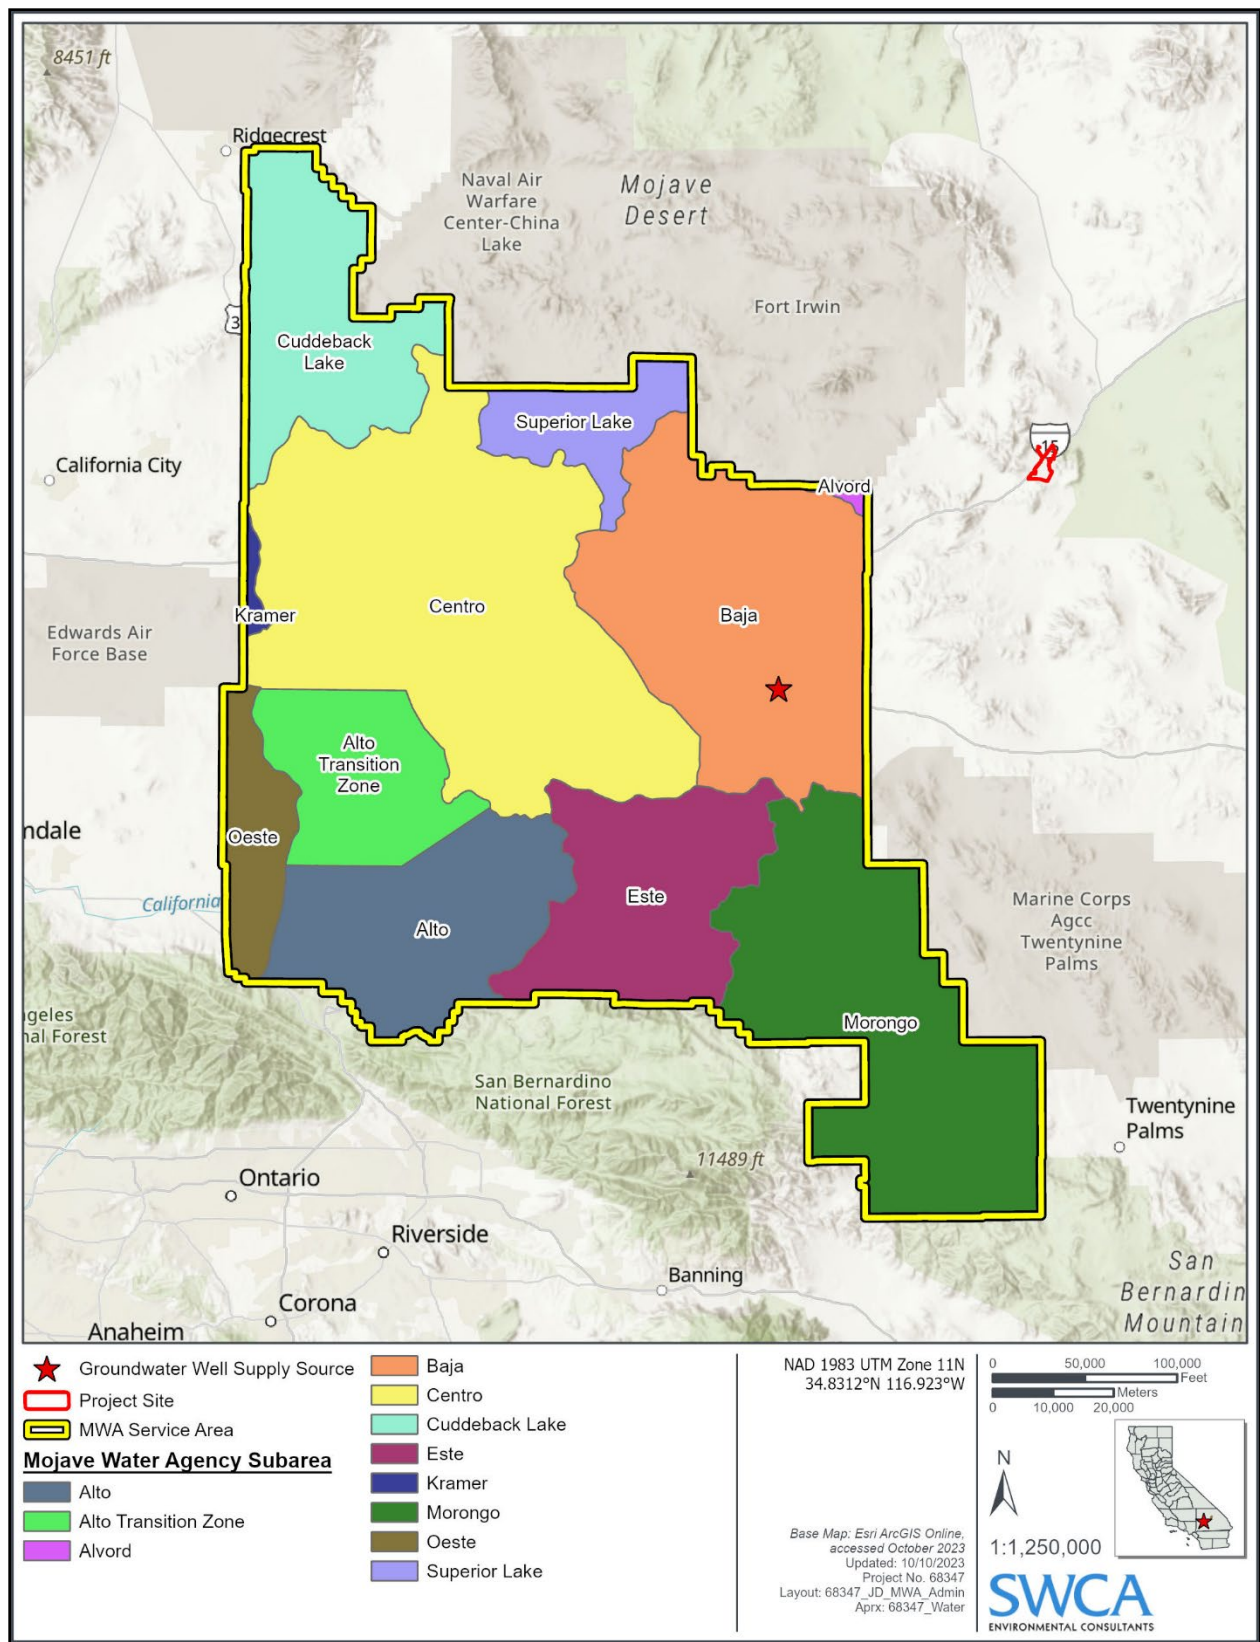 8451 ft
Ridgecrest
Naval Air
Warfare
Center-China
Lake
Mojave
Desert
Fort Irwin
3
Cuddeback
Lake
Superior Lake
15
California City
Alvord
Kramer
Centro
Baja
Edwards Air
Force Base
Alto
Transition
Zone
Oeste
ndale
California
Alto
Este
Marine Corps
Agcc
Twentynine
Palms
geles
nal Forest
Morongo
San Bernardino
National Forest
Twentynine
Palms
11489 ft
Ontario
Riverside
Banning
San
Bernardin
Mountain
Corona
Anaheim
Groundwater Well Supply Source
Project Site
MWA Service Area
Mojave Water Agency Subarea
Alto
Alto Transition Zone
Alvord
Baja
Centro
Cuddeback Lake
Este
Kramer
Morongo
Oeste
Superior Lake
NAD 1983 UTM Zone 11N
34.8312°N 116.923°W
Base Map: Esri ArcGIS Online,
accessed October 2023
Updated: 10/10/2023
Project No. 68347
Layout: 68347_JD_MWA_Admin
Aprx: 68347_Water
0 50,000 100,000
Feet
Meters
0 10,000 20,000
N
1:1,250,000
SWCA
ENVIRONMENTAL CONSULTANTS